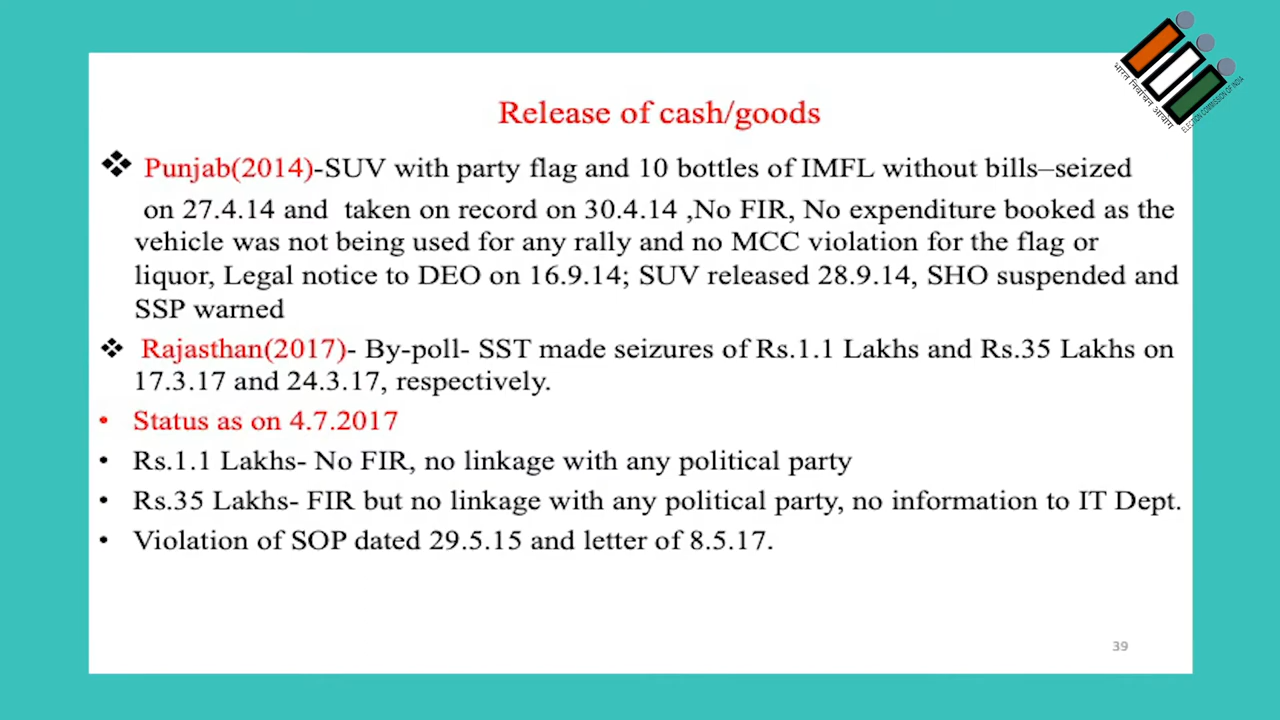 भारत निर्वाचन आयोग
ELECTION COMMISSION OF INDIA
Release of cash/goods
❖ Punjab(2014)-SUV with party flag and 10 bottles of IMFL without bills–seized
on 27.4.14 and taken on record on 30.4.14 ,No FIR, No expenditure booked as the
vehicle was not being used for any rally and no MCC violation for the flag or
liquor, Legal notice to DEO on 16.9.14; SUV released 28.9.14, SHO suspended and
SSP warned
❖ Rajasthan(2017)- By-poll- SST made seizures of Rs.1.1 Lakhs and Rs.35 Lakhs on
17.3.17 and 24.3.17, respectively.
• Status as on 4.7.2017
• Rs.1.1 Lakhs- No FIR, no linkage with any political party
• Rs.35 Lakhs- FIR but no linkage with any political party, no information to IT Dept.
• Violation of SOP dated 29.5.15 and letter of 8.5.17.
39